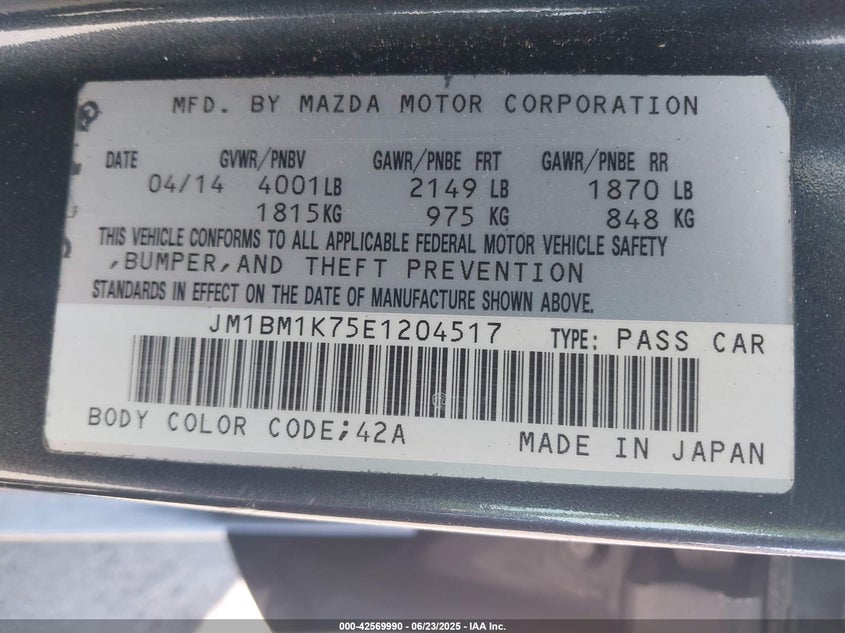 MFD. BY MAZDA MOTOR CORPORATION
DATE GVWR/PNBV GAWR/PNBE FRT GAWR/PNBE RR
04/14 4001LB 2149 LB 1870 LB
1815KG 975 KG 848 KG
THIS VEHICLE CONFORMS TO ALL APPLICABLE FEDERAL MOTOR VEHICLE SAFETY
,BUMPER,AND THEFT PREVENTION
STANDARDS IN EFFECT ON THE DATE OF MANUFACTURE SHOWN ABOVE.
JM1BM1K75E1204517 TYPE: PASS CAR
BODY COLOR CODE;42A MADE IN JAPAN
000-42569990 - 06/23/2025 - IAA Inc.